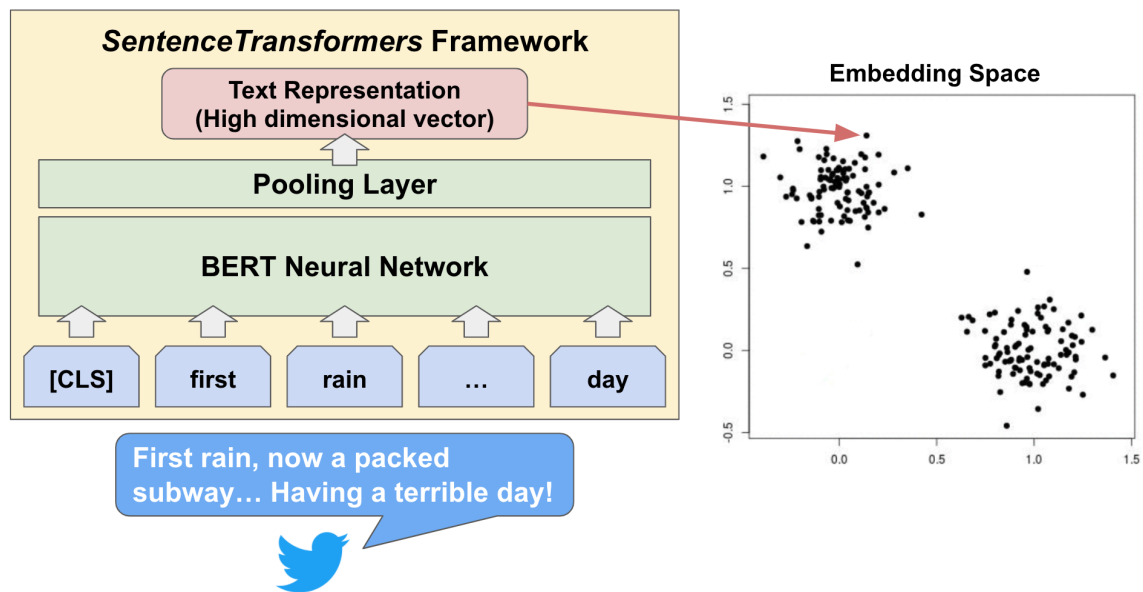 SentenceTransformers Framework
Text Representation
(High dimensional vector)
Pooling Layer
BERT Neural Network
[CLS]
first
rain
...
day
First rain, now a packed
subway... Having a terrible day!
Embedding Space
1.5
1.0
0.5
0.0
-0.5
0.0
0.5
1.0
1.5